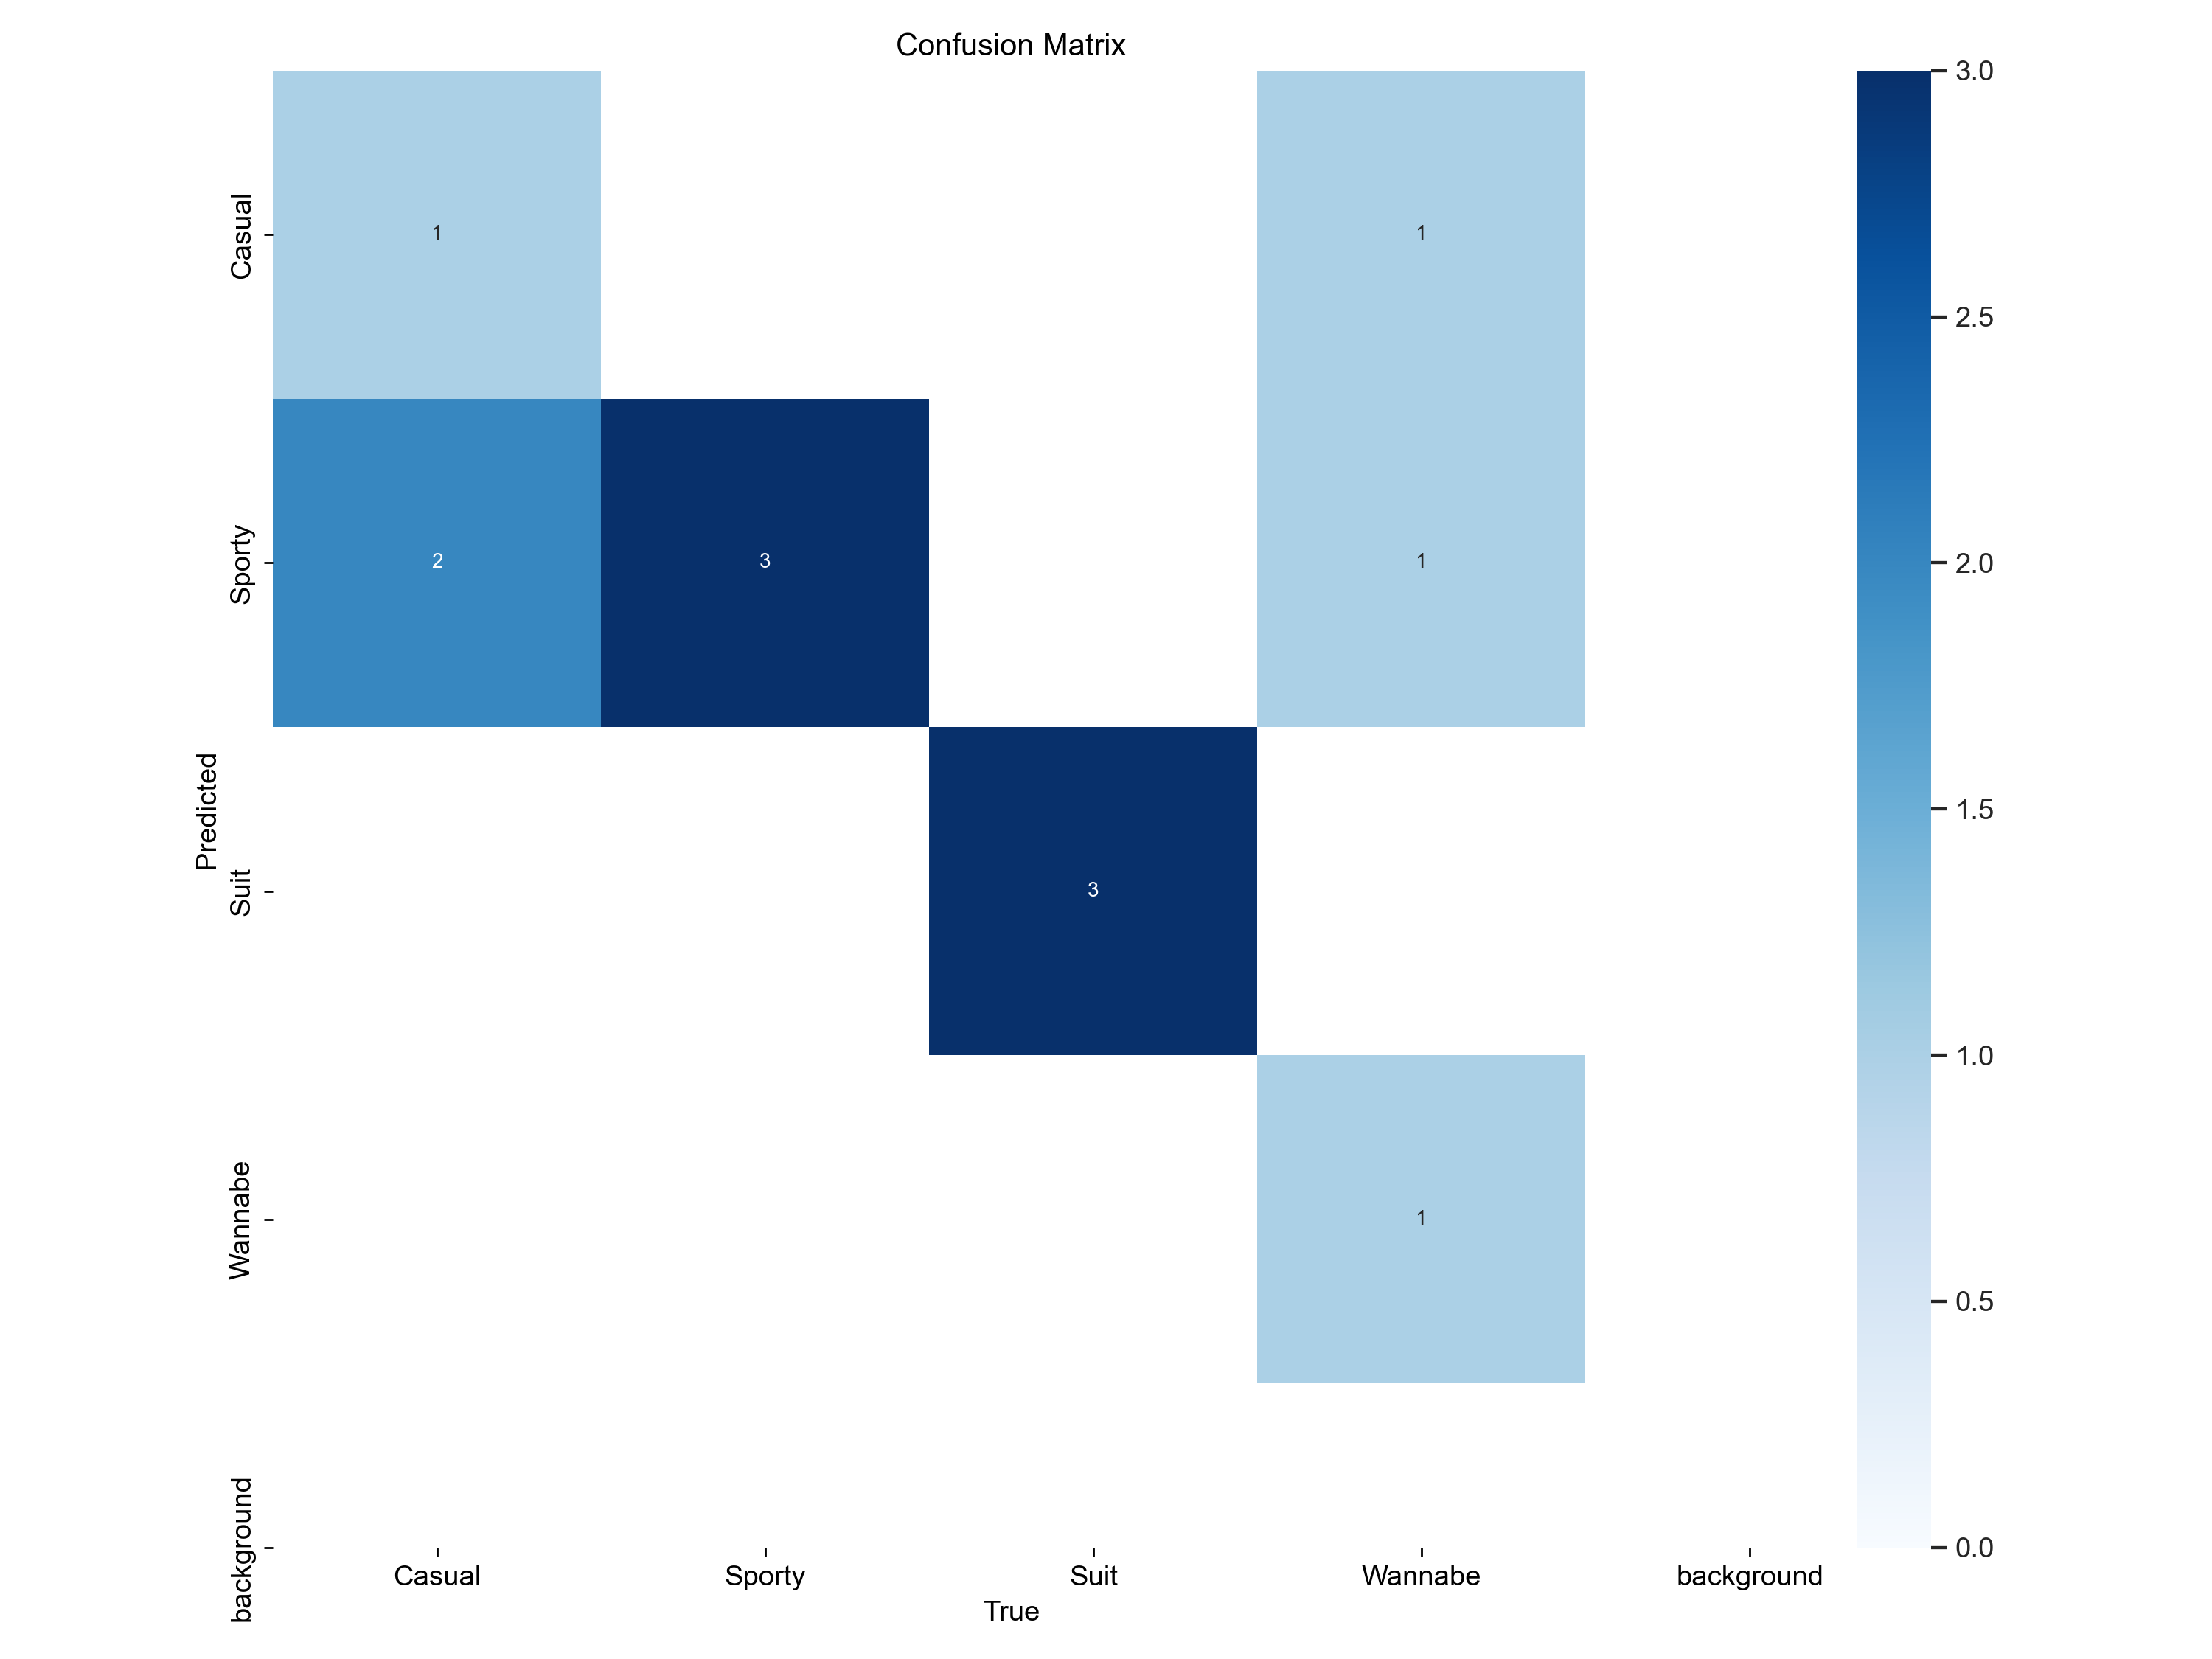 Confusion Matrix
Predicted
Casual
Sporty
Suit
Wannabe
background
1
1
2
3
1
3
1
Casual
Sporty
Suit
Wannabe
background
True
3.0
2.5
2.0
1.5
1.0
0.5
0.0